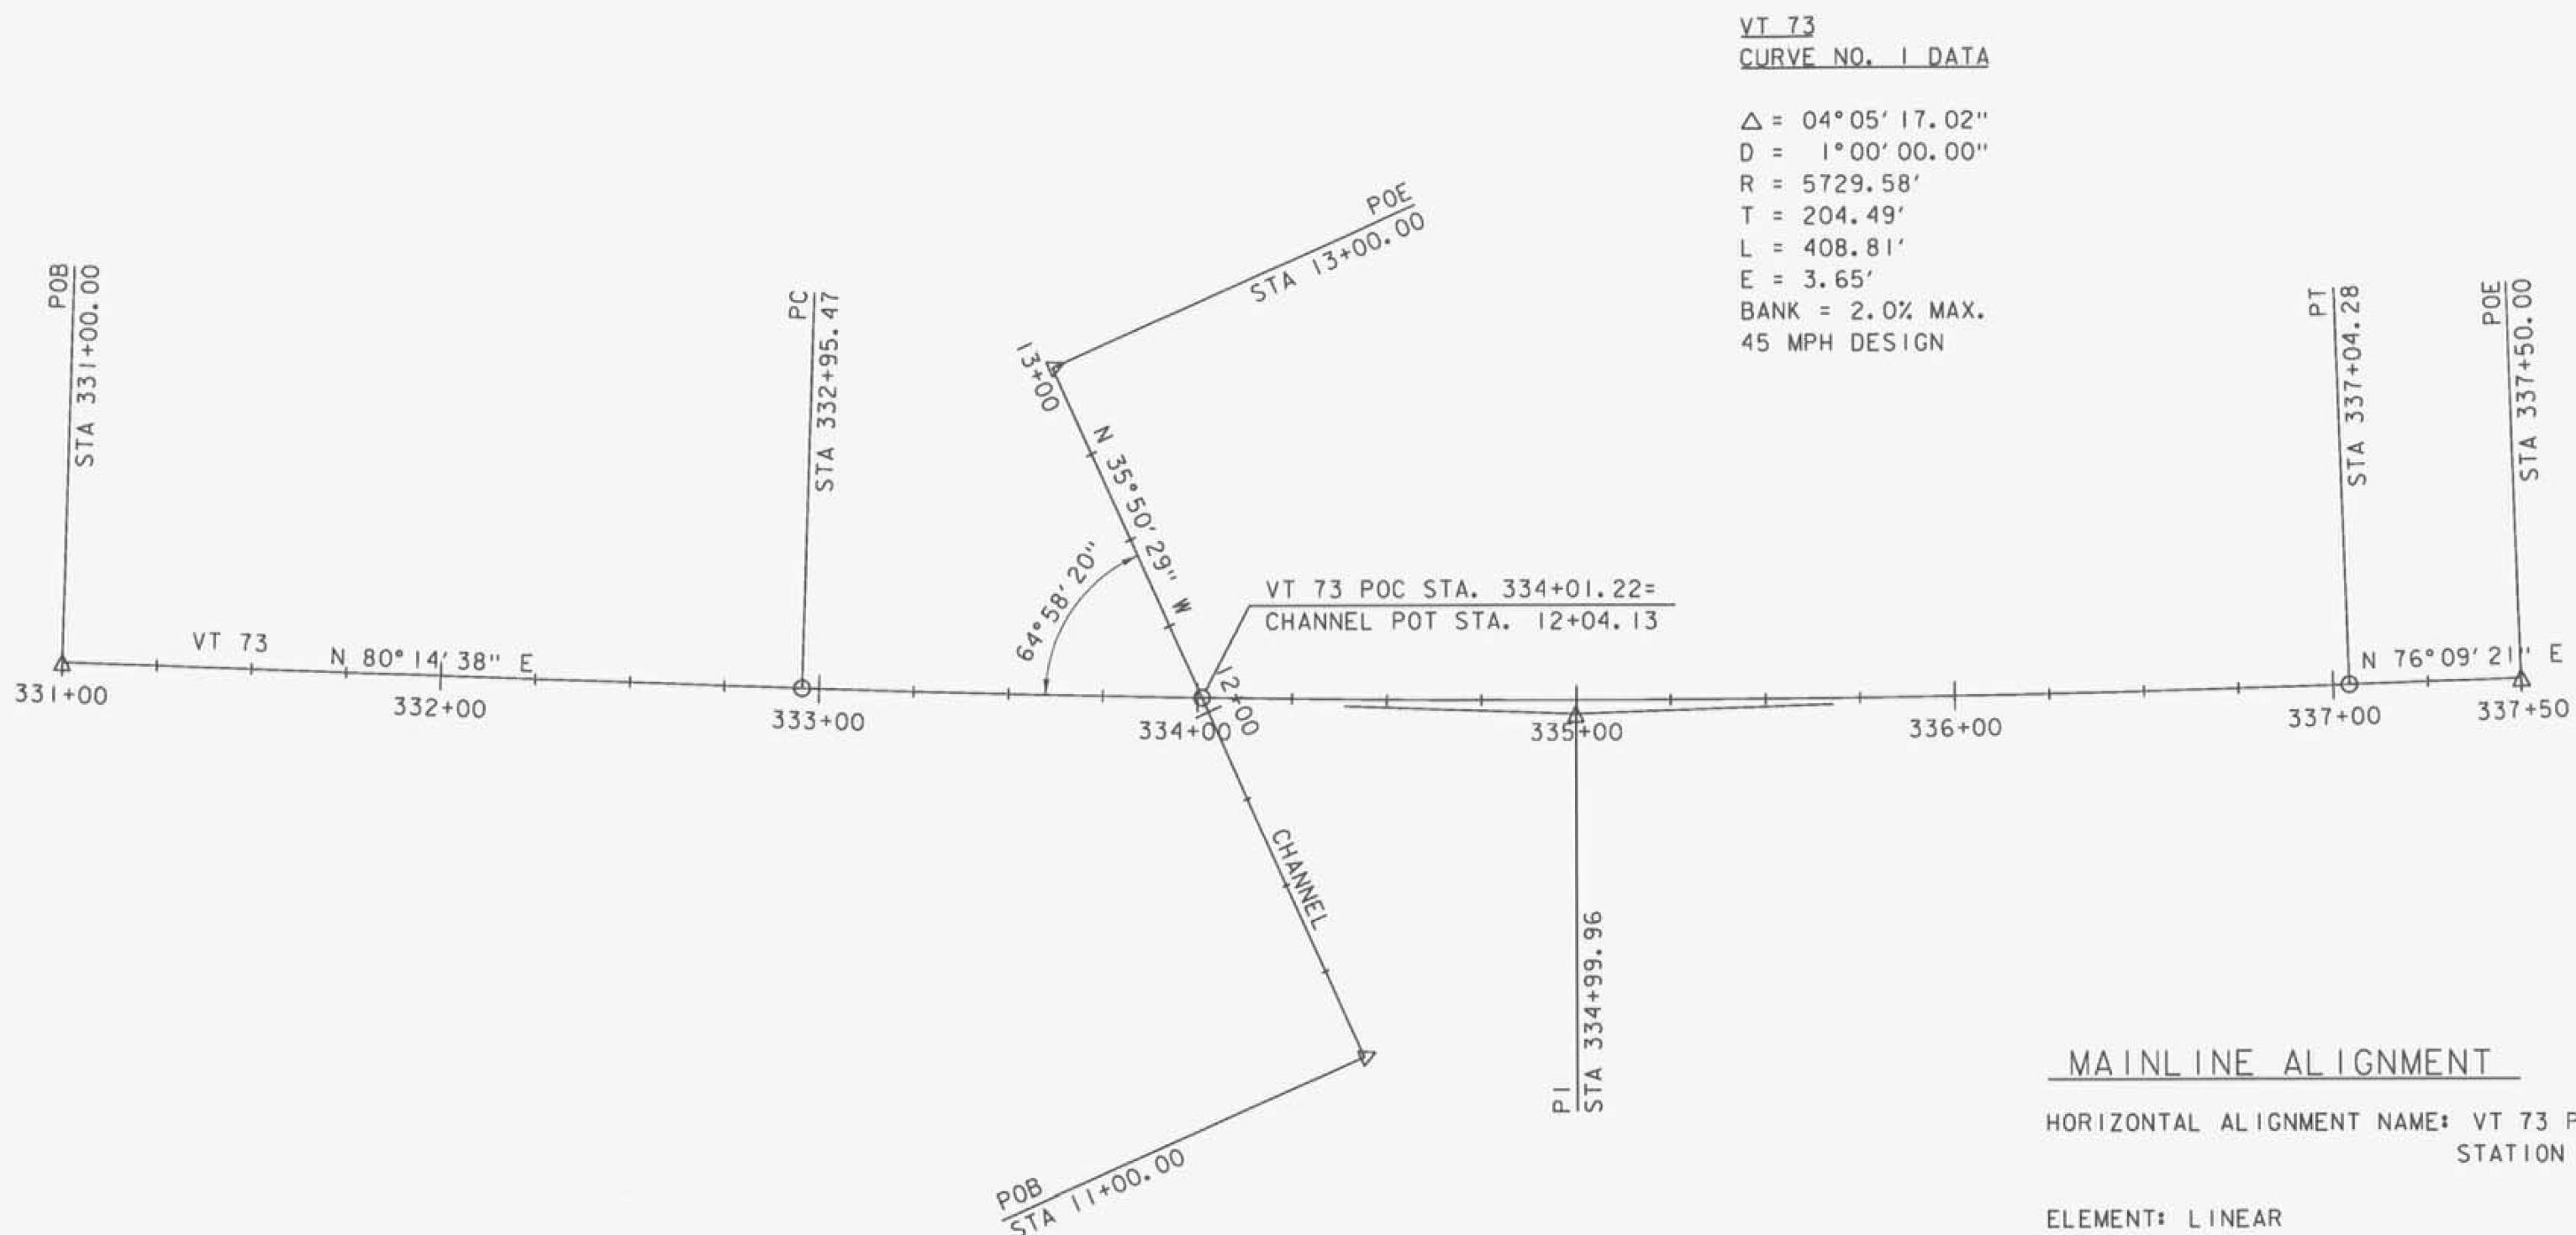 VT 73
CURVE NO. 1 DATA
△ = 04°05'17.02"
D = 1°00'00.00"
R = 5729.58'
T = 204.49'
L = 408.81'
E = 3.65'
BANK = 2.0% MAX.
45 MPH DESIGN
POB
STA 331+00.00
PC
STA 332+95.47
POE
STA 13+00.00
PT
STA 337+04.28
POE
STA 337+50.00
13+00
N 35°50'29" W
64°58'20"
VT 73 POC STA. 334+01.22=
CHANNEL POT STA. 12+04.13
VT 73
N 80°14'38" E
N 76°09'21" E
331+00
332+00
333+00
334+00
12+00
335+00
336+00
337+00
337+50
CHANNEL
PI
STA 334+99.96
POB
STA 11+00.00
MAINLINE ALIGNMENT
HORIZONTAL ALIGNMENT NAME: VT 73 P
STATION
ELEMENT: LINEAR